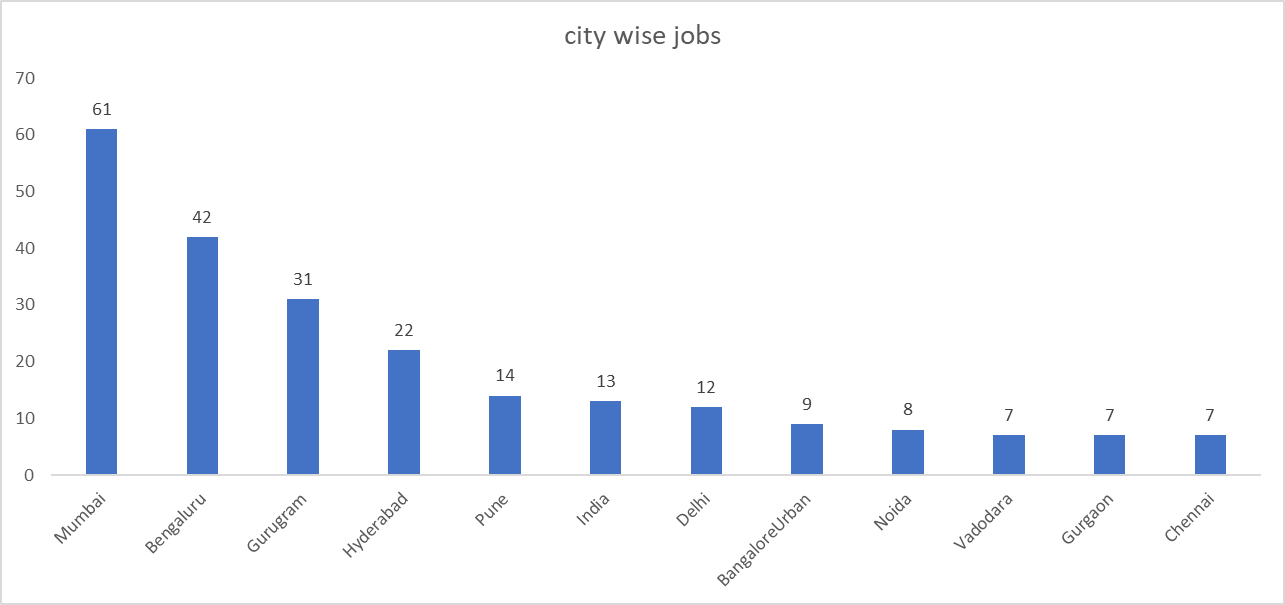 city wise jobs
70
60
50
40
30
20
10
0
61
42
31
22
14
13
12
9
8
7
7
7
Mumbai
Bengaluru
Gurugram
Hyderabad
Pune
India
Delhi
BangaloreUrban
Noida
Vadodara
Gurgaon
Chennai